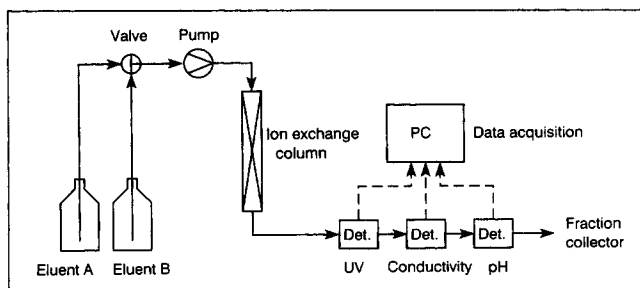 Valve
Pump
Ion exchange
column
PC
Data acquisition
Det.
Det.
Det.
Fraction
collector
Eluent A
Eluent B
UV
Conductivity
pH